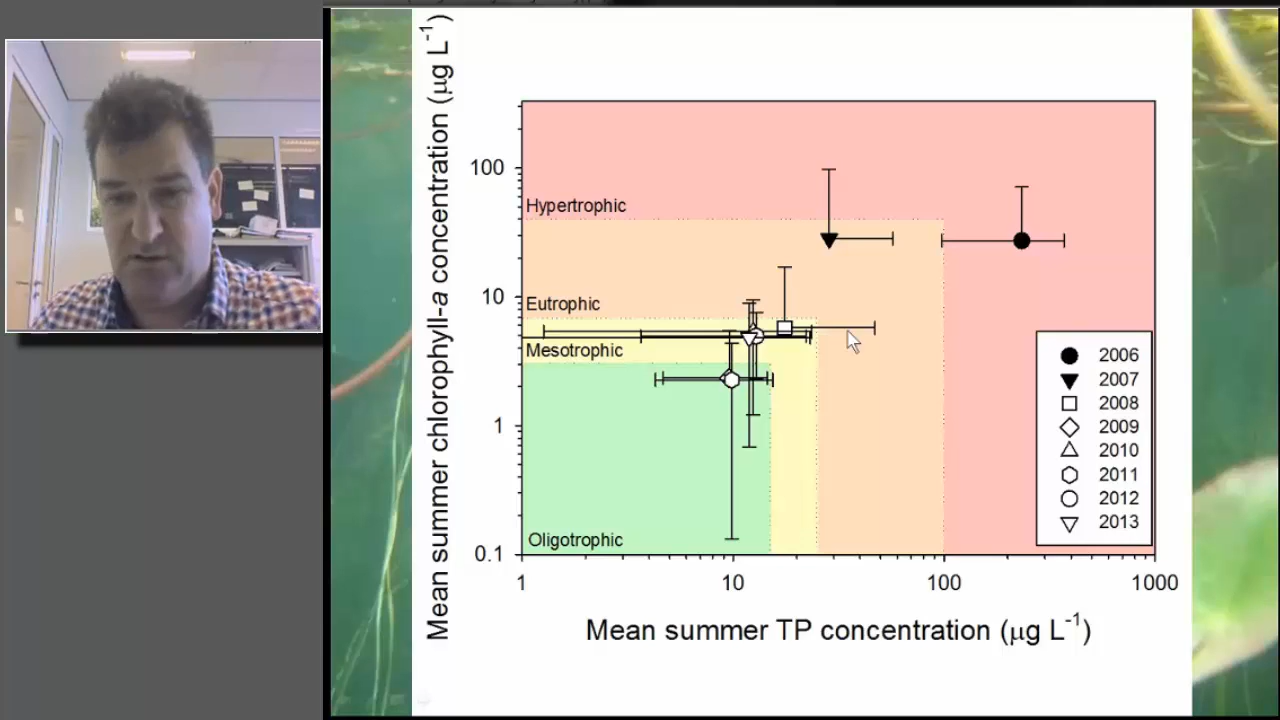 Mean summer chlorophyll-a concentration (µg L⁻¹)
100
10
1
0.1
Hypertrophic
Eutrophic
Mesotrophic
Oligotrophic
2006
2007
2008
2009
2010
2011
2012
2013
1 10 100 1000
Mean summer TP concentration (µg L⁻¹)